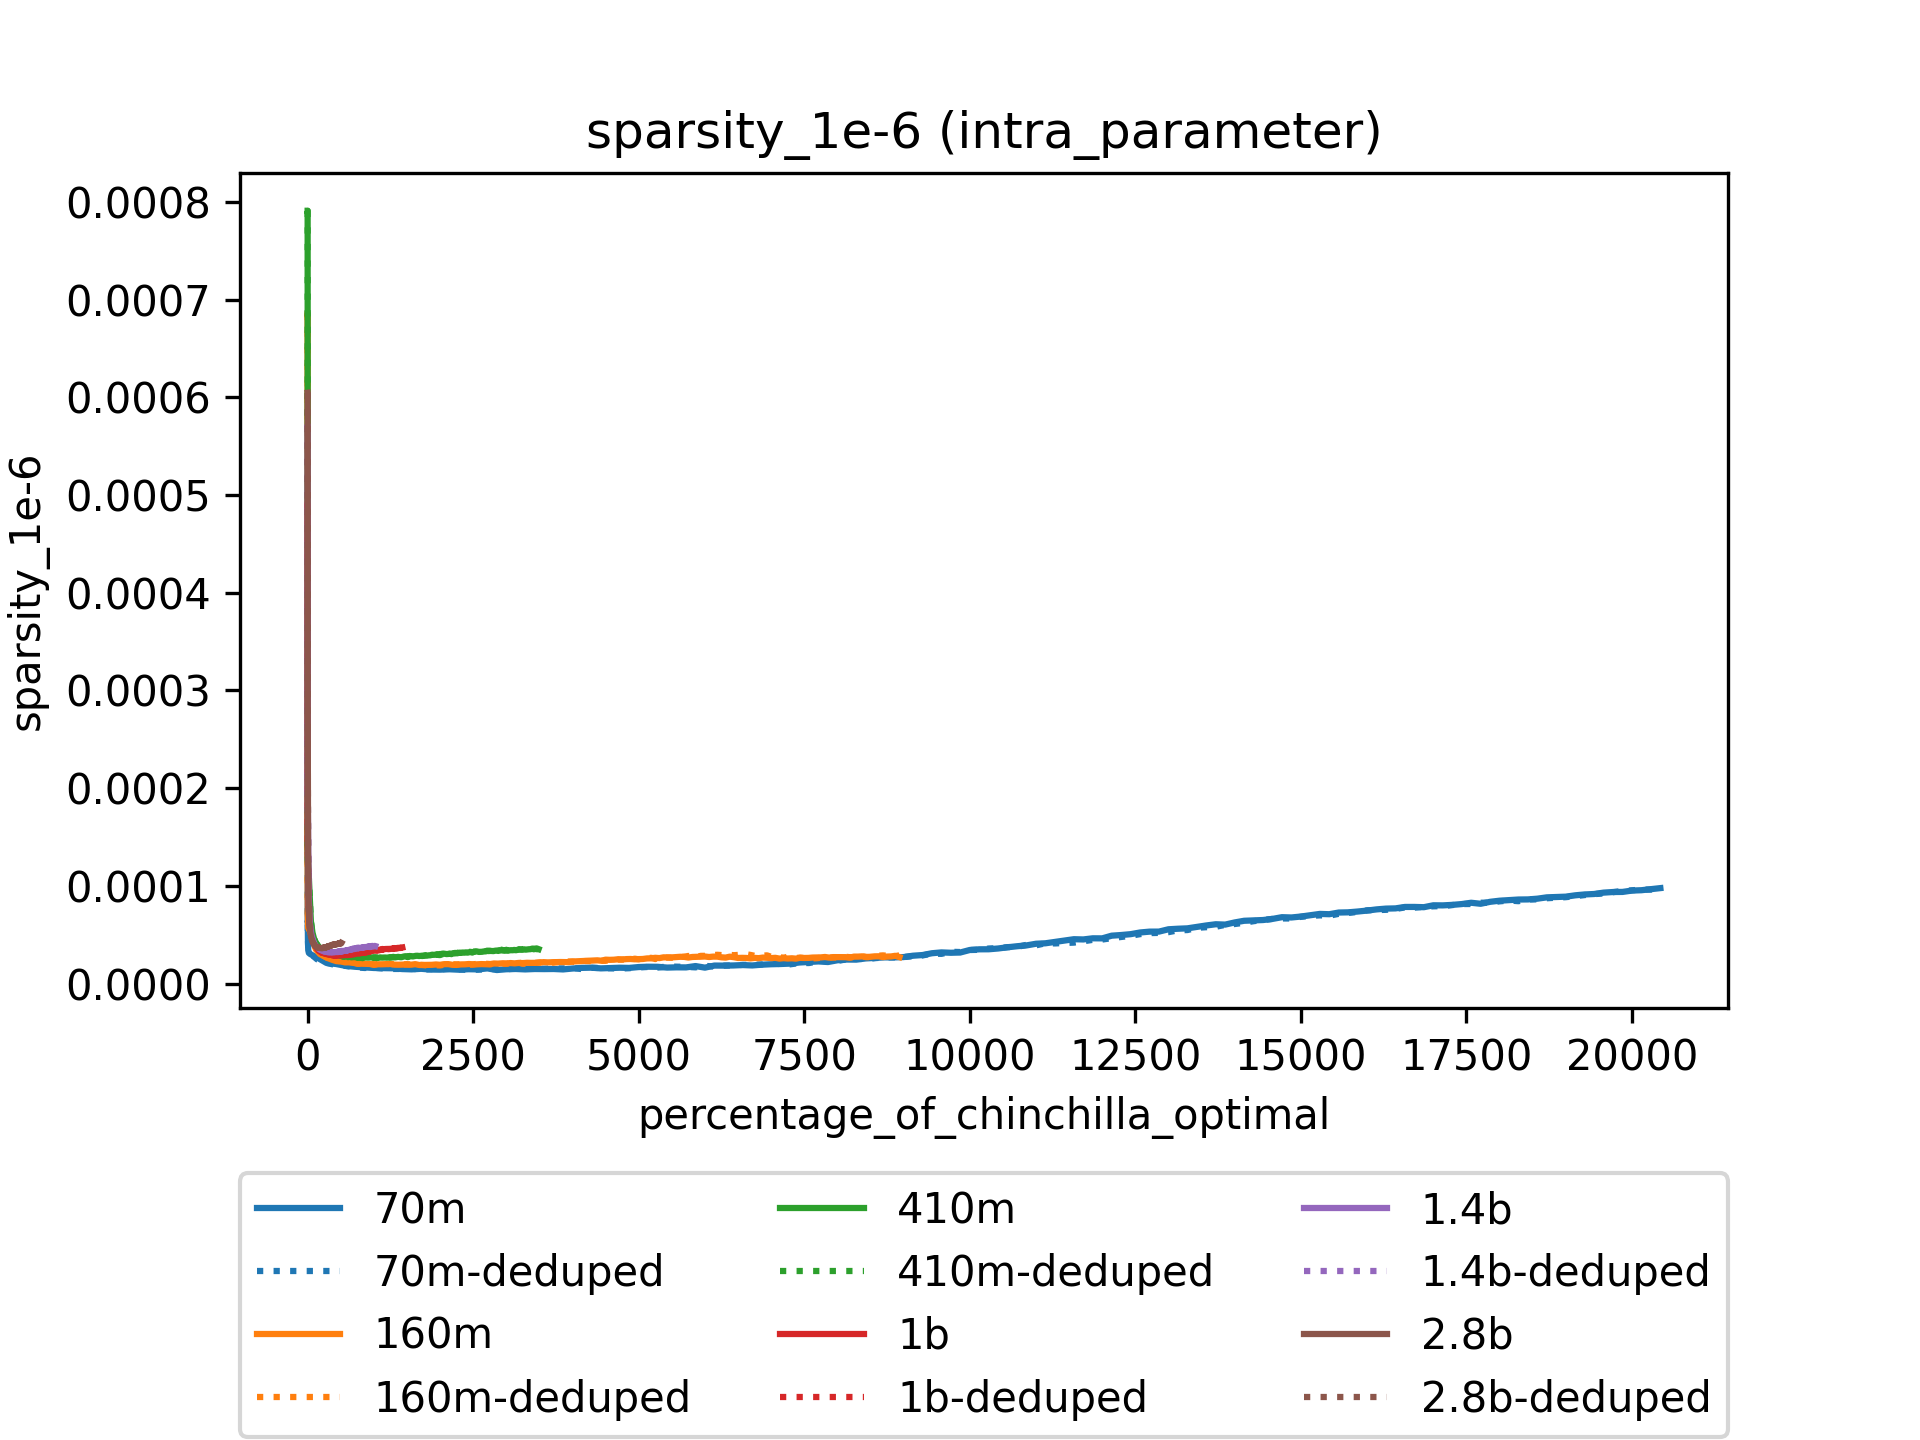 sparsity_1e-6 (intra_parameter)
0.0008
0.0007
0.0006
0.0005
0.0004
0.0003
0.0002
0.0001
0.0000
sparsity_1e-6
0 2500 5000 7500 10000 12500 15000 17500 20000
percentage_of_chinchilla_optimal
70m 410m 1.4b
70m-deduped 410m-deduped 1.4b-deduped
160m 1b 2.8b
160m-deduped 1b-deduped 2.8b-deduped